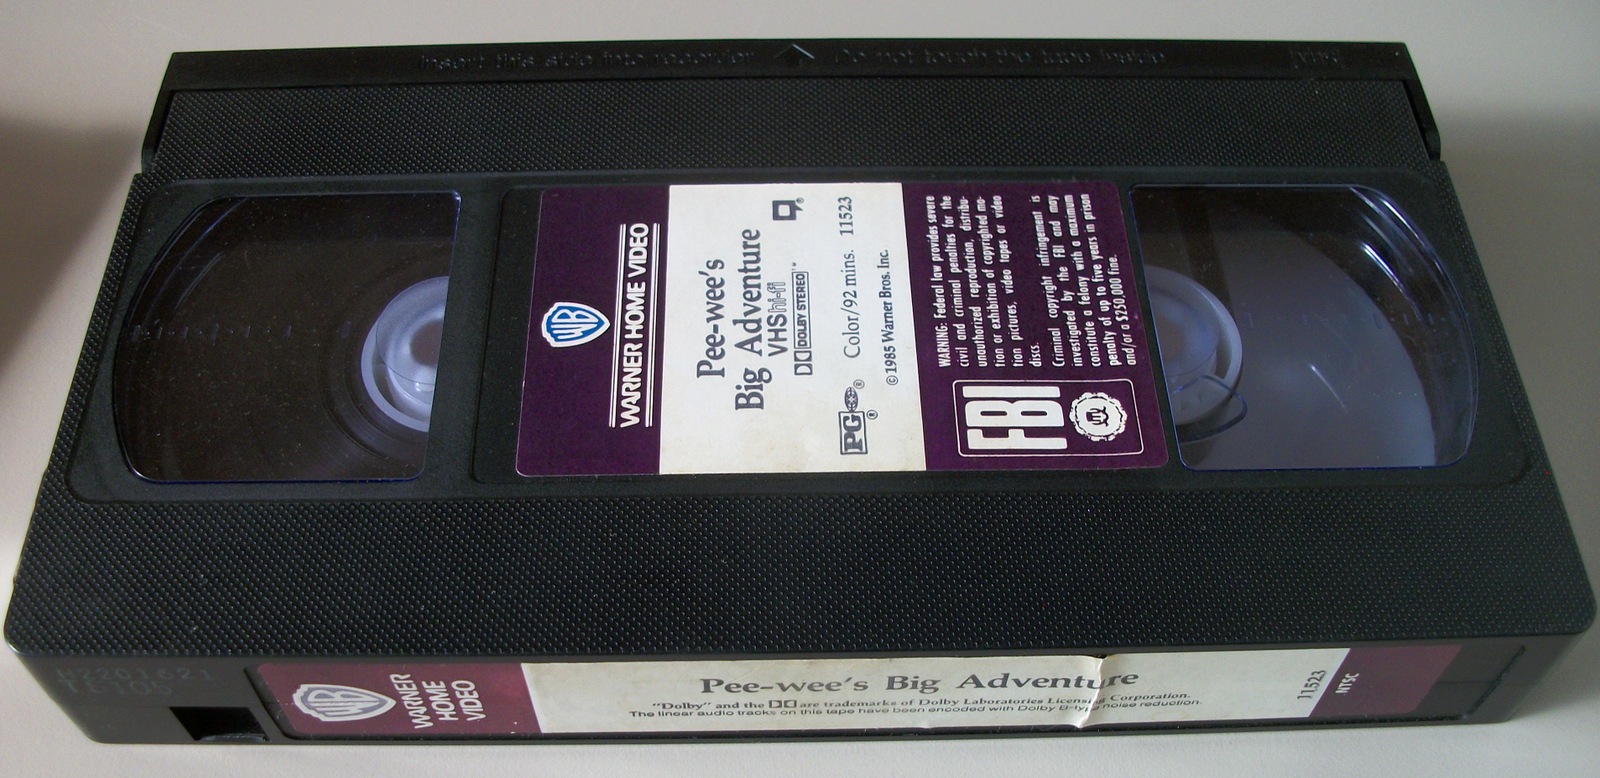 Insert this side into recorder
Do not touch the tape inside
VHS
WB
WARNER HOME VIDEO
Pee-wee's
Big Adventure
VHS hi-fi
DOLBY STEREO™
PG®
Color/92 mins. 11523
©1985 Warner Bros. Inc.
FBI
WARNING: Federal law provides severe
civil and criminal penalties for the
unauthorized reproduction, distribu-
tion or exhibition of copyrighted mo-
tion pictures, video tapes or video
discs.
Criminal copyright infringement is
investigated by the FBI and may
constitute a felony with a maximum
penalty of up to five years in prison
and/or a $250,000 fine.
N2201621
TE105
WB
WARNER
HOME
VIDEO
Pee-wee's Big Adventure
"Dolby" and the DD are trademarks of Dolby Laboratories Licensing Corporation.
The linear audio tracks on this tape have been encoded with Dolby B-type noise reduction.
11523
NTSC